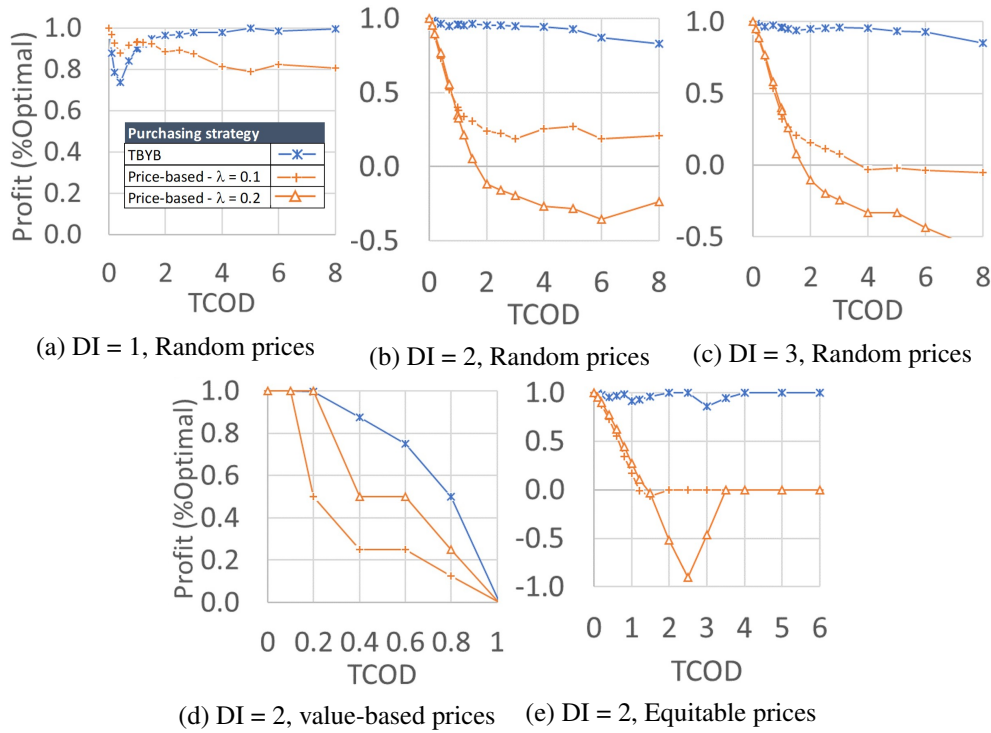 Profit (%Optimal)
1.0
0.8
0.6
0.4
0.2
0.0
0 2 4 6 8
TCOD
Purchasing strategy
TBYB
Price-based - λ = 0.1
Price-based - λ = 0.2
(a) DI = 1, Random prices
1.0
0.5
0.0
-0.5
0 2 4 6 8
TCOD
(b) DI = 2, Random prices
1.0
0.5
0.0
-0.5
0 2 4 6 8
TCOD
(c) DI = 3, Random prices
Profit (%Optimal)
1.0
0.8
0.6
0.4
0.2
0.0
0 0.2 0.4 0.6 0.8 1
TCOD
(d) DI = 2, value-based prices
1.0
0.5
0.0
-0.5
-1.0
0 1 2 3 4 5 6
TCOD
(e) DI = 2, Equitable prices